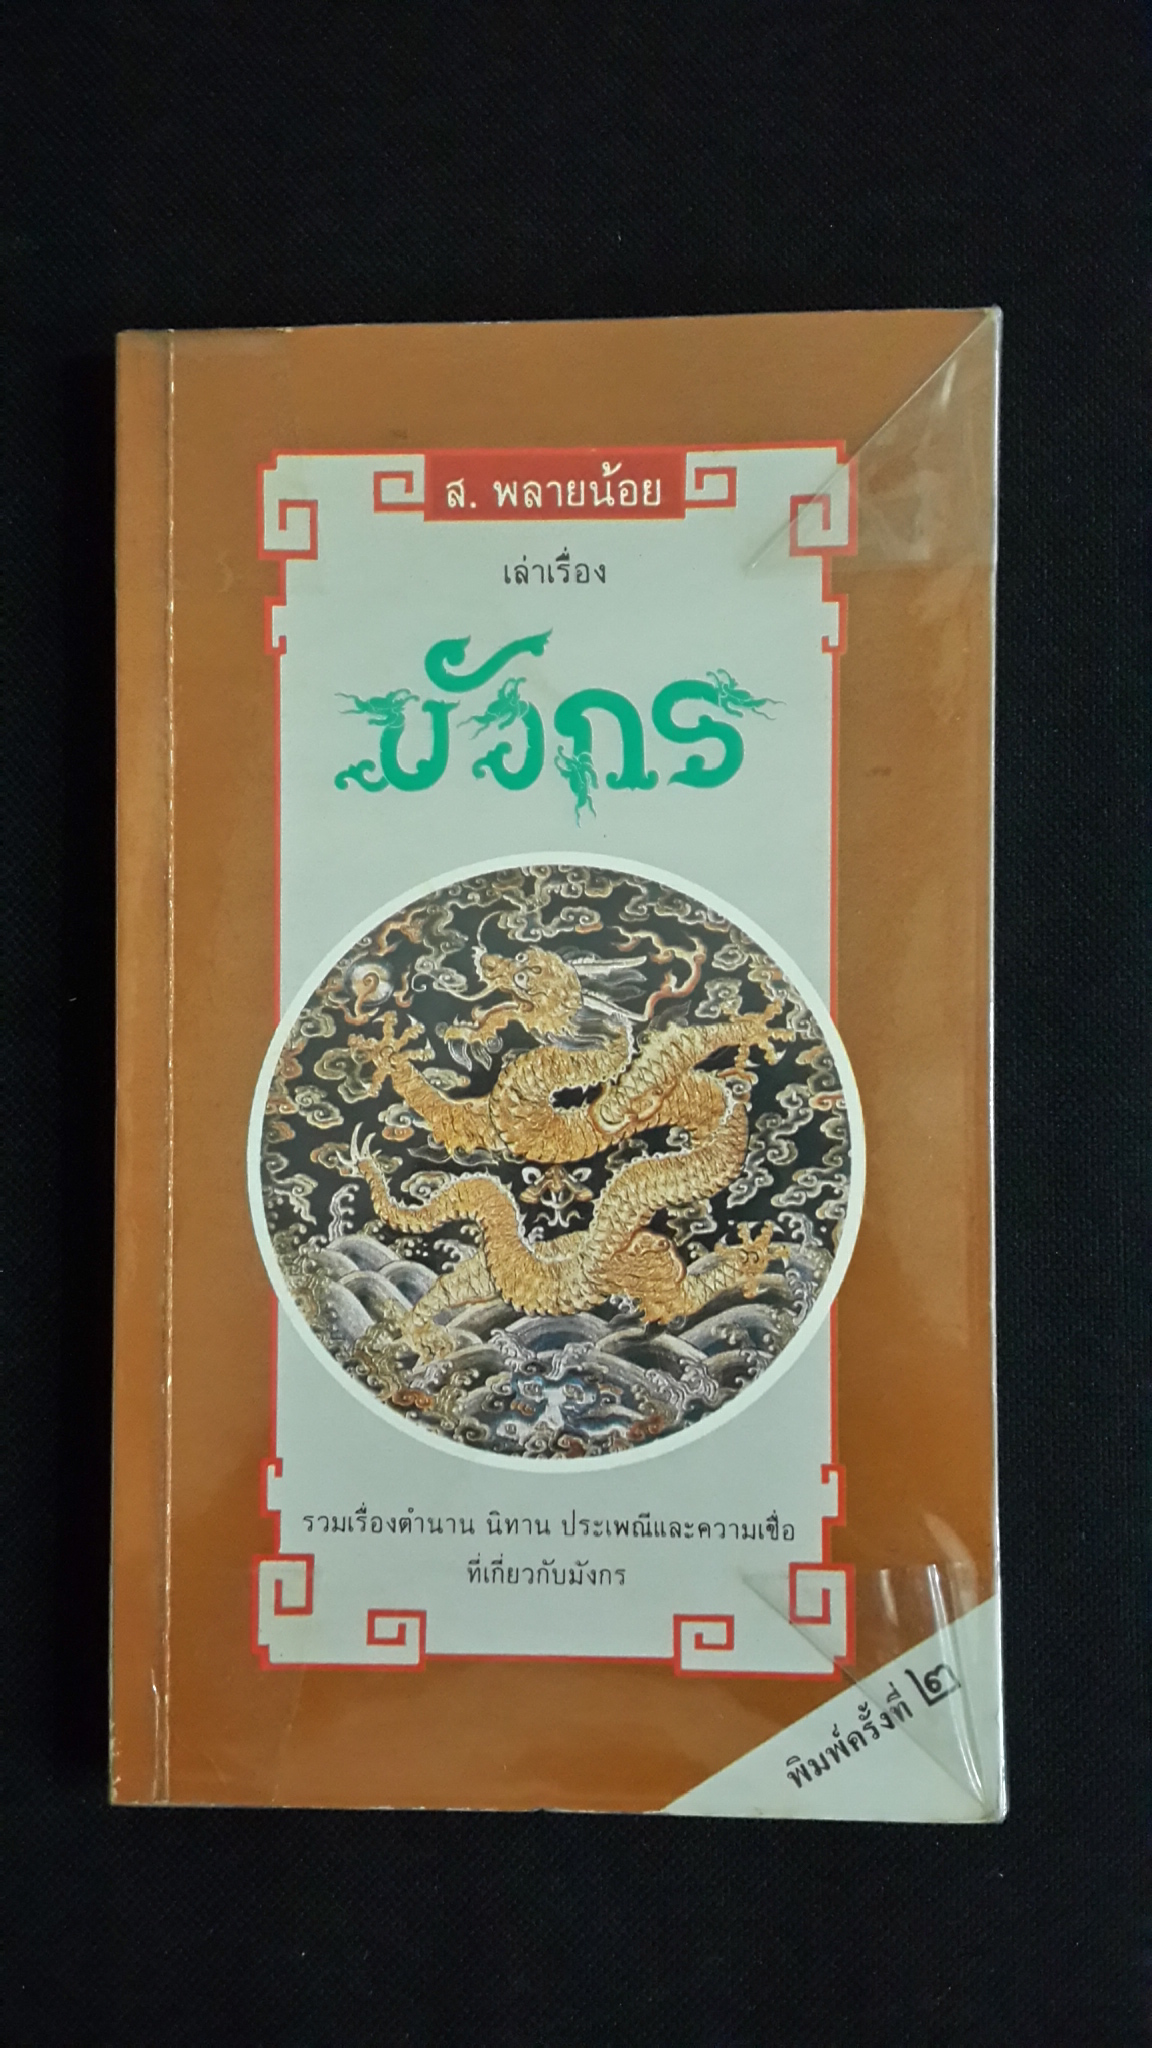 ส. พลายน้อย
เล่าเรื่อง
มังกร
รวมเรื่องตำนาน นิทาน ประเพณีและความเชื่อ
ที่เกี่ยวกับมังกร
พิมพ์ครั้งที่ ๒